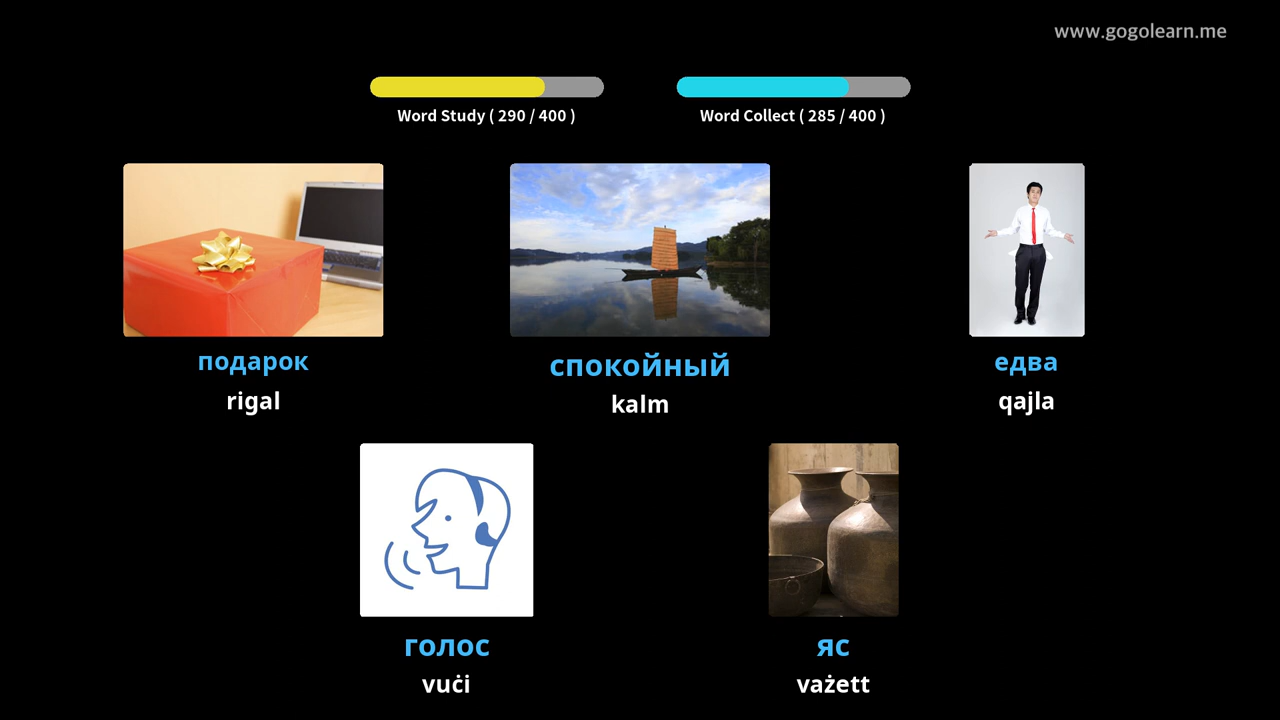 www.gogolearn.me
Word Study ( 290 / 400 )
Word Collect ( 285 / 400 )
подарок
rigal
спокойный
kalm
едва
qajla
голос
vuċi
яс
важett